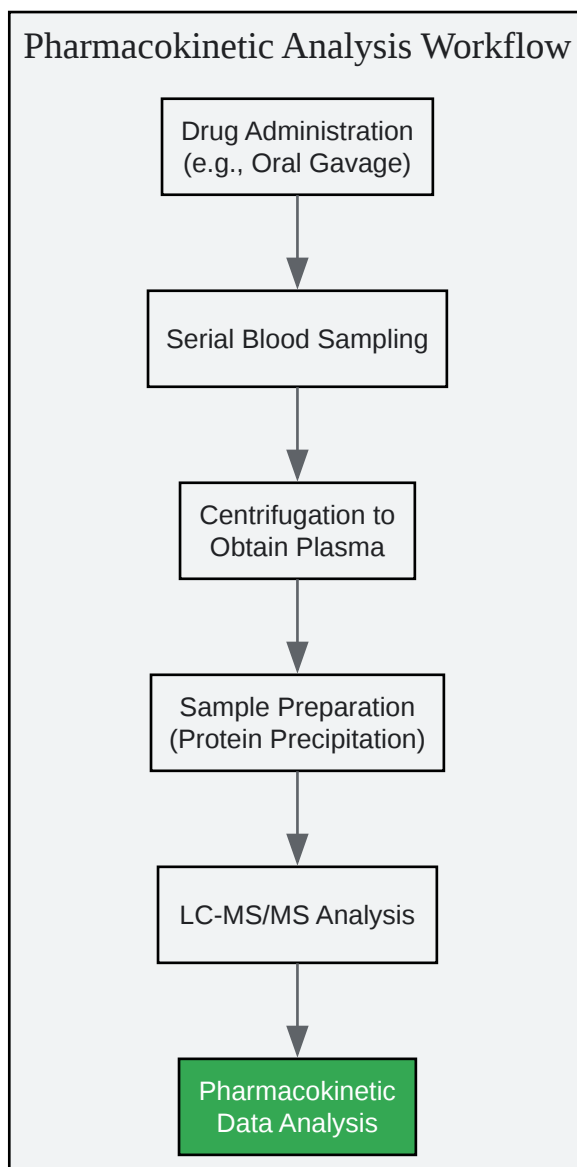 Pharmacokinetic Analysis Workflow
Drug Administration
(e.g., Oral Gavage)
Serial Blood Sampling
Centrifugation to
Obtain Plasma
Sample Preparation
(Protein Precipitation)
LC-MS/MS Analysis
Pharmacokinetic
Data Analysis